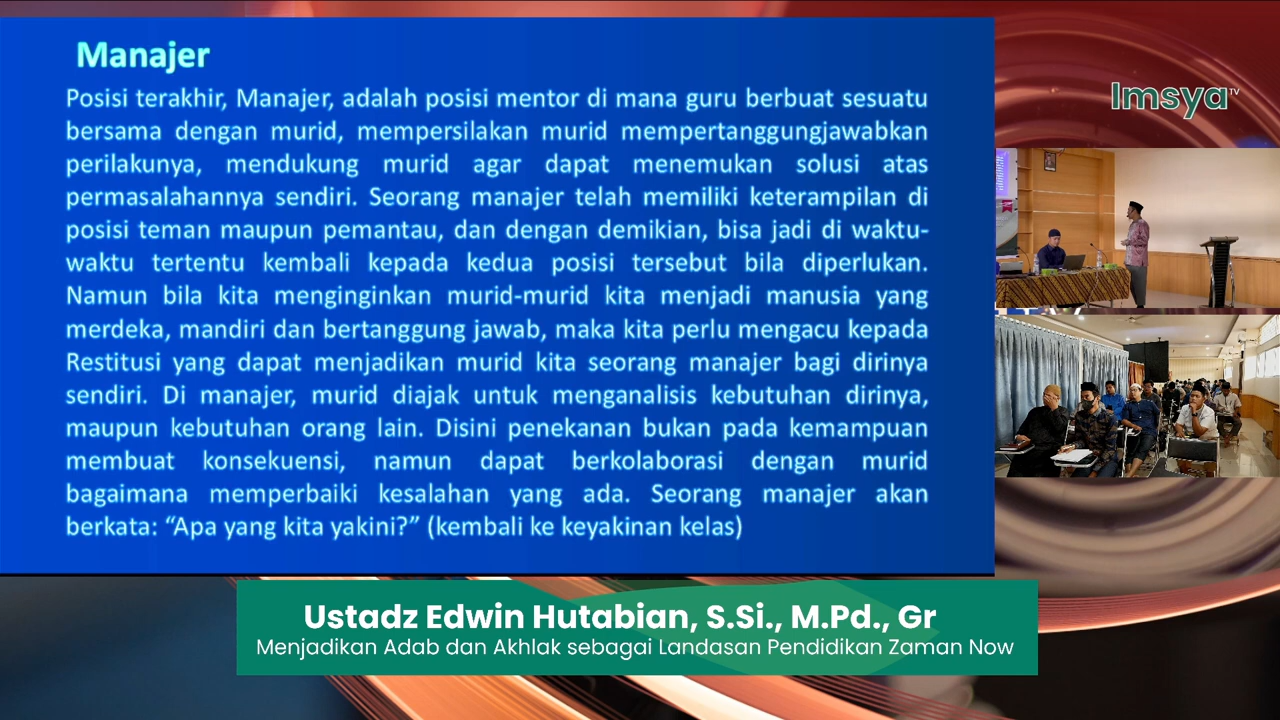 Manajer
Posisi terakhir, Manajer, adalah posisi mentor di mana guru berbuat sesuatu
bersama dengan murid, mempersilakan murid mempertanggungjawabkan
perilakunya, mendukung murid agar dapat menemukan solusi atas
permasalahannya sendiri. Seorang manajer telah memiliki keterampilan di
posisi teman maupun pemantau, dan dengan demikian, bisa jadi di waktu-
waktu tertentu kembali kepada kedua posisi tersebut bila diperlukan.
Namun bila kita menginginkan murid-murid kita menjadi manusia yang
merdeka, mandiri dan bertanggung jawab, maka kita perlu mengacu kepada
Restitusi yang dapat menjadikan murid kita seorang manajer bagi dirinya
sendiri. Di manajer, murid diajak untuk menganalisis kebutuhan dirinya,
maupun kebutuhan orang lain. Disini penekanan bukan pada kemampuan
membuat konsekuensi, namun dapat berkolaborasi dengan murid
bagaimana memperbaiki kesalahan yang ada. Seorang manajer akan
berkata: “Apa yang kita yakini?” (kembali ke keyakinan kelas)
Imsya TV
Ustadz Edwin Hutabian, S.Si., M.Pd., Gr
Menjadikan Adab dan Akhlak sebagai Landasan Pendidikan Zaman Now